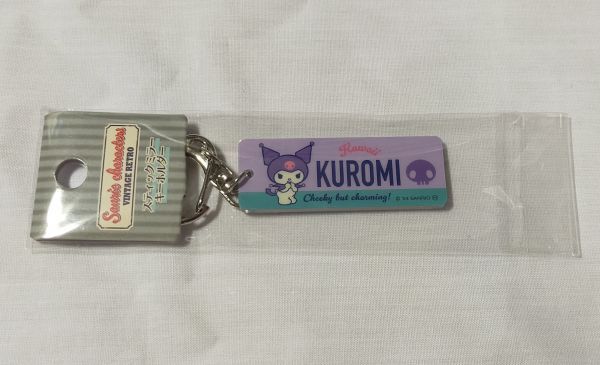 Sanrio characters
VINTAGE RETRO
スティックミラー
キーホルダー
Kawaii
KUROMI
Cheeky but charming!